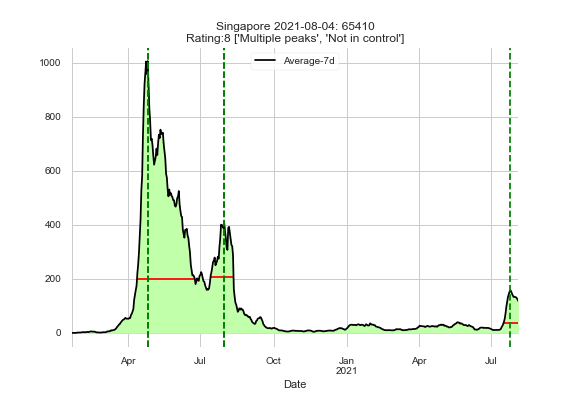 Singapore 2021-08-04: 65410
Rating:8 ['Multiple peaks', 'Not in control']
Average-7d
1000
800
600
400
200
0
Apr Jul Oct Jan Apr Jul
2021
Date